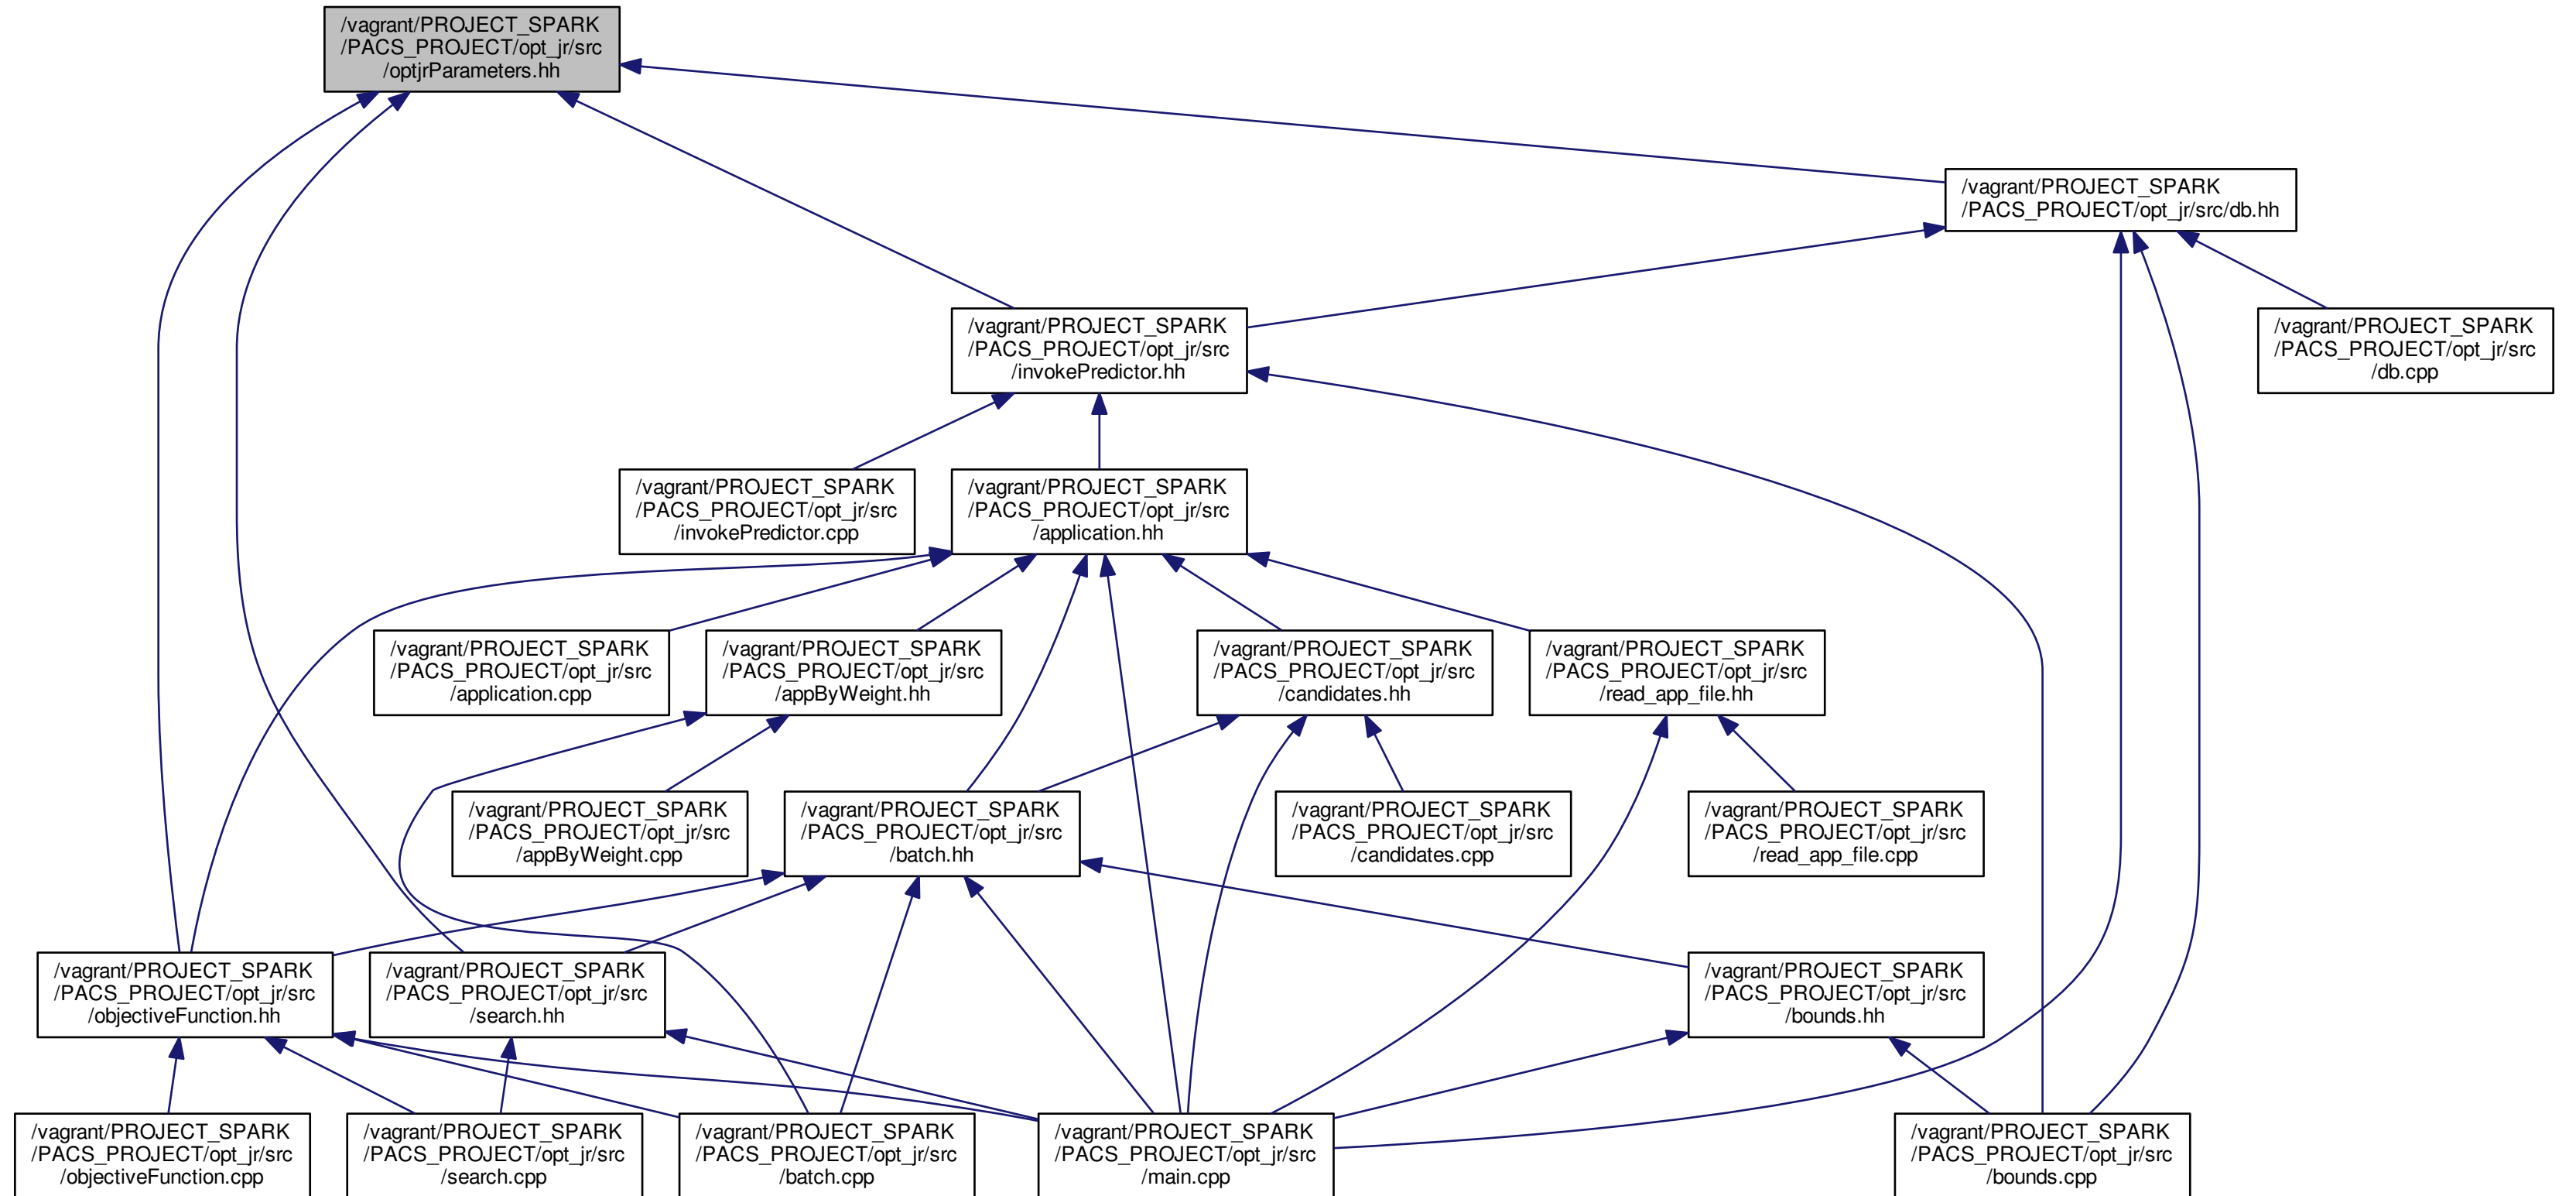 /vagrant/PROJECT_SPARK
/PACS_PROJECT/opt_jr/src
/optjrParameters.hh
/vagrant/PROJECT_SPARK
/PACS_PROJECT/opt_jr/src/db.hh
/vagrant/PROJECT_SPARK
/PACS_PROJECT/opt_jr/src
/invokePredictor.hh
/vagrant/PROJECT_SPARK
/PACS_PROJECT/opt_jr/src
/db.cpp
/vagrant/PROJECT_SPARK
/PACS_PROJECT/opt_jr/src
/invokePredictor.cpp
/vagrant/PROJECT_SPARK
/PACS_PROJECT/opt_jr/src
/application.hh
/vagrant/PROJECT_SPARK
/PACS_PROJECT/opt_jr/src
/application.cpp
/vagrant/PROJECT_SPARK
/PACS_PROJECT/opt_jr/src
/appByWeight.hh
/vagrant/PROJECT_SPARK
/PACS_PROJECT/opt_jr/src
/candidates.hh
/vagrant/PROJECT_SPARK
/PACS_PROJECT/opt_jr/src
/read_app_file.hh
/vagrant/PROJECT_SPARK
/PACS_PROJECT/opt_jr/src
/appByWeight.cpp
/vagrant/PROJECT_SPARK
/PACS_PROJECT/opt_jr/src
/batch.hh
/vagrant/PROJECT_SPARK
/PACS_PROJECT/opt_jr/src
/candidates.cpp
/vagrant/PROJECT_SPARK
/PACS_PROJECT/opt_jr/src
/read_app_file.cpp
/vagrant/PROJECT_SPARK
/PACS_PROJECT/opt_jr/src
/objectiveFunction.hh
/vagrant/PROJECT_SPARK
/PACS_PROJECT/opt_jr/src
/search.hh
/vagrant/PROJECT_SPARK
/PACS_PROJECT/opt_jr/src
/bounds.hh
/vagrant/PROJECT_SPARK
/PACS_PROJECT/opt_jr/src
/objectiveFunction.cpp
/vagrant/PROJECT_SPARK
/PACS_PROJECT/opt_jr/src
/search.cpp
/vagrant/PROJECT_SPARK
/PACS_PROJECT/opt_jr/src
/batch.cpp
/vagrant/PROJECT_SPARK
/PACS_PROJECT/opt_jr/src
/main.cpp
/vagrant/PROJECT_SPARK
/PACS_PROJECT/opt_jr/src
/bounds.cpp